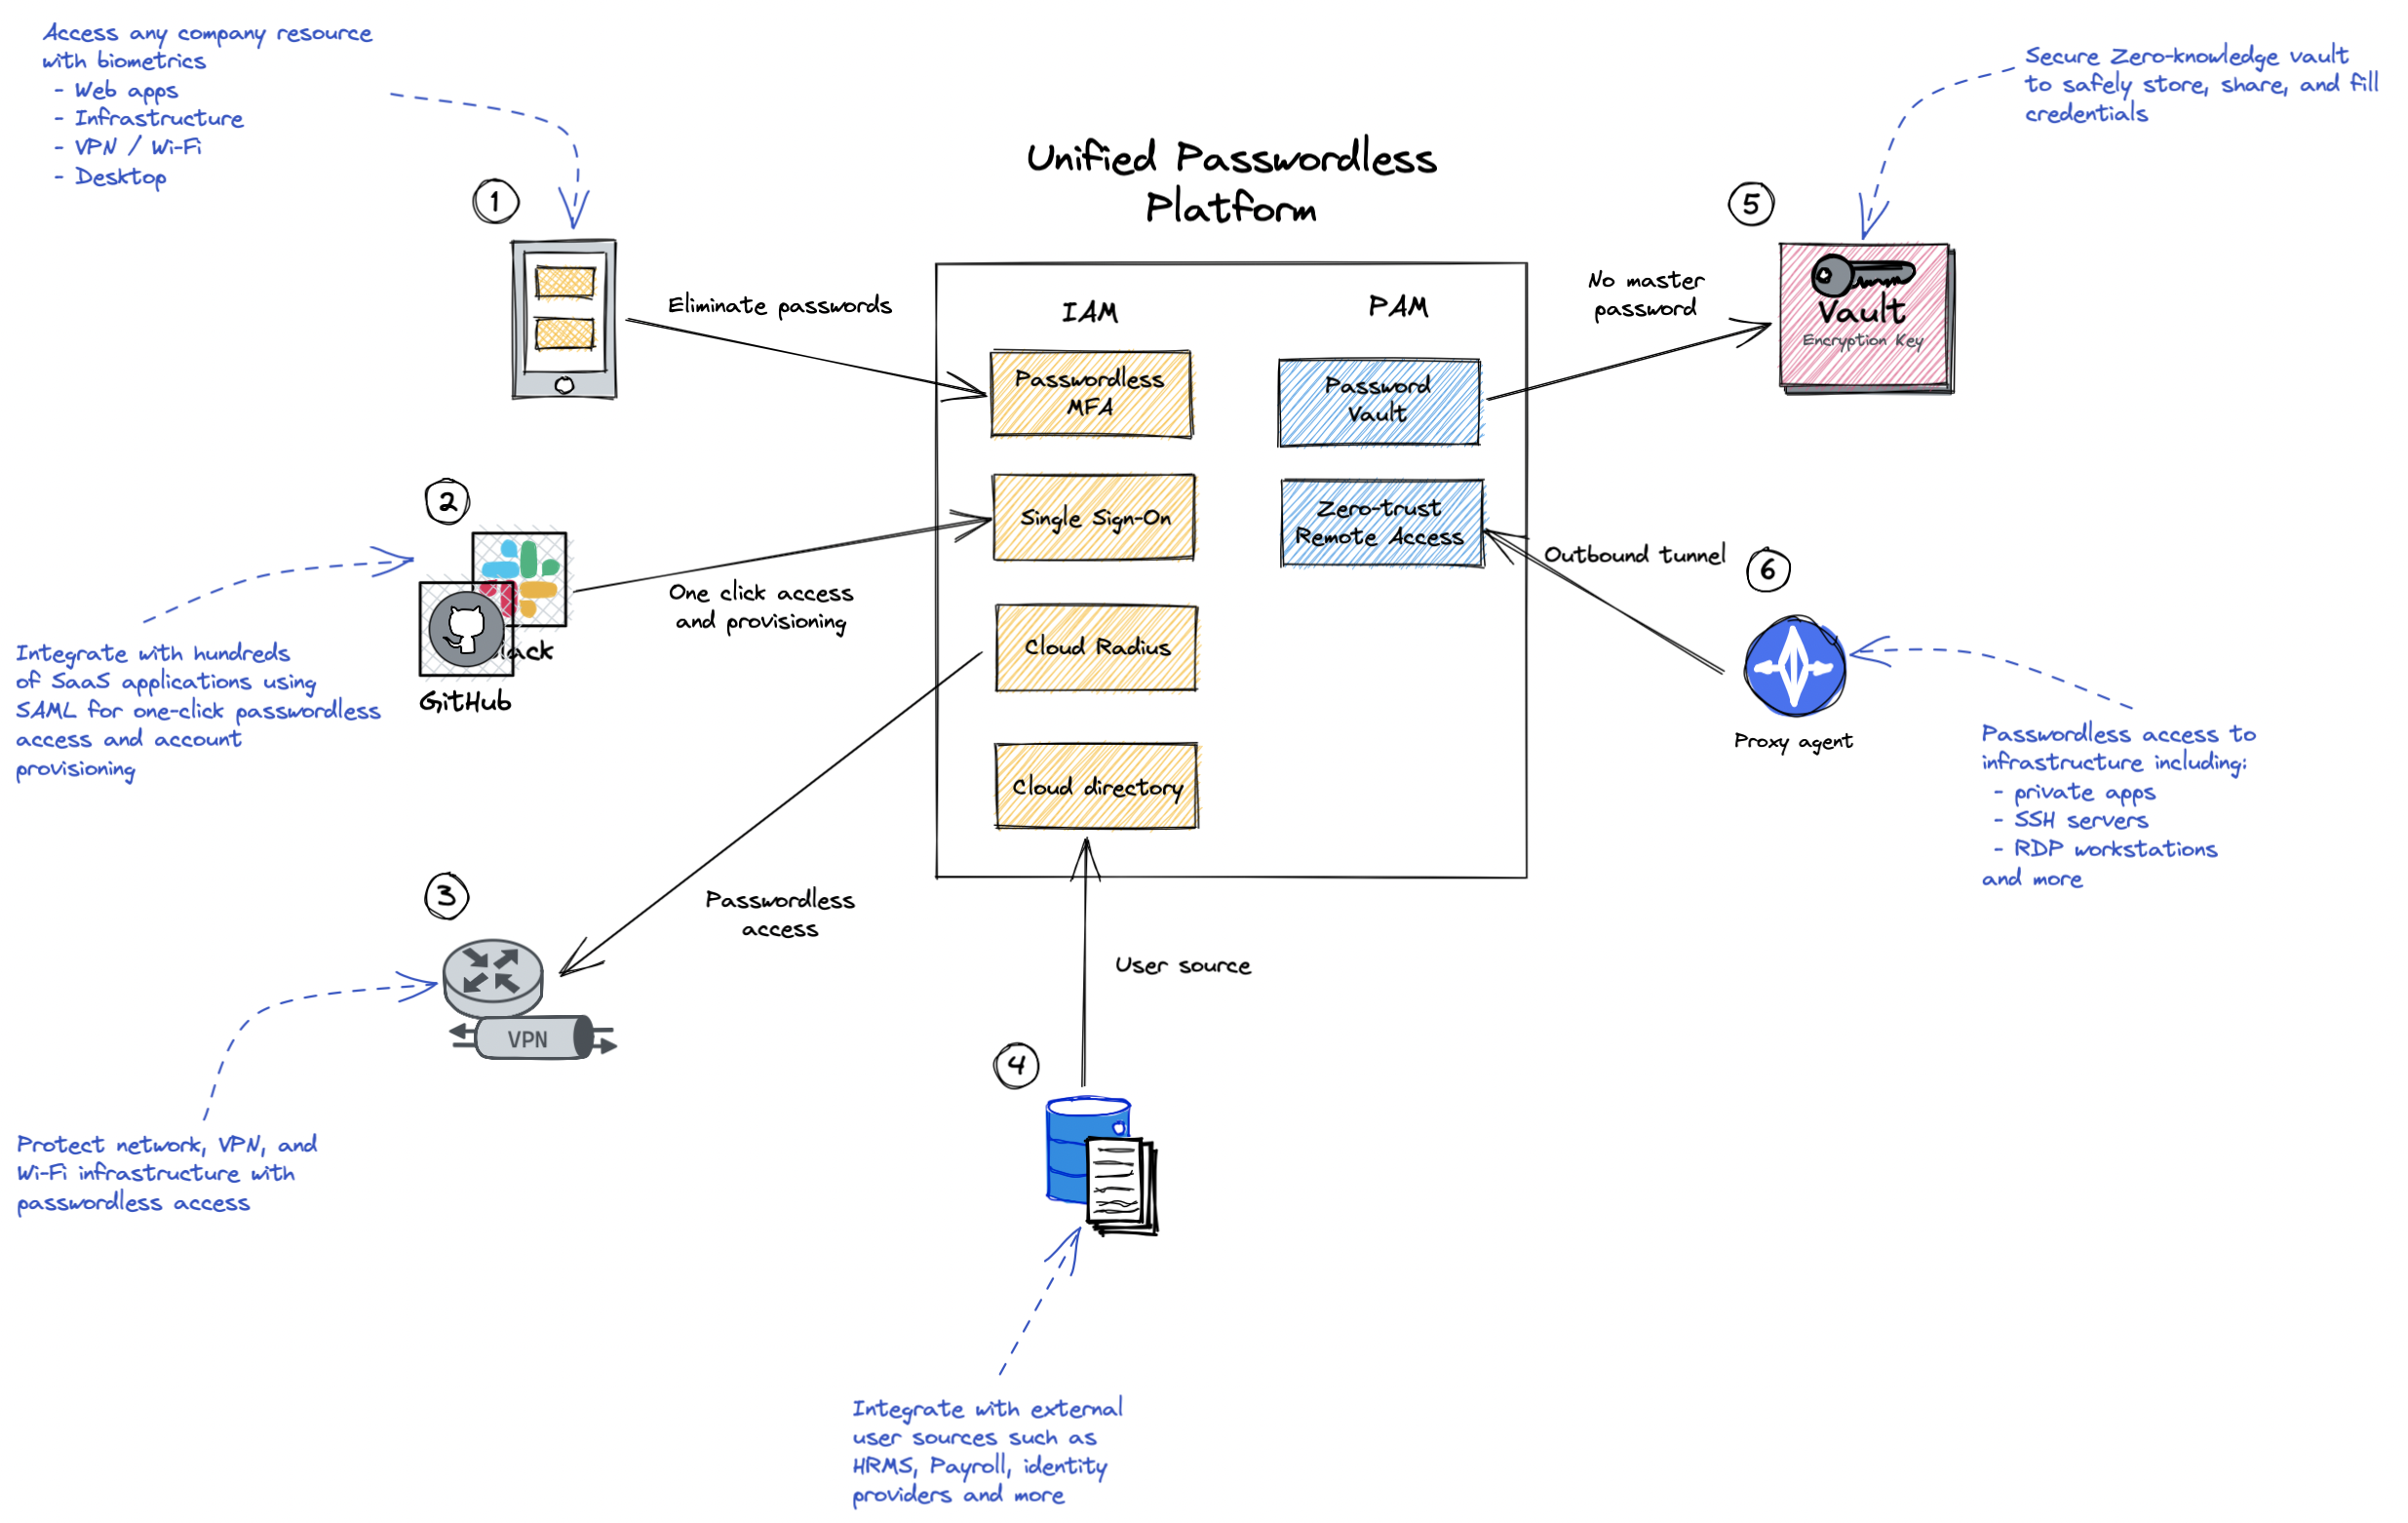 Access any company resource
with biometrics
- Web apps
- Infrastructure
- VPN / Wi-Fi
- Desktop
1
Unified Passwordless
Platform
Secure Zero-knowledge vault
to safely store, share, and fill
credentials
5
Vault
Encryption Key
No master
password
Eliminate passwords
IAM
PAM
Passwordless
MFA
Password
Vault
Single Sign-On
Zero-trust
Remote Access
Cloud Radius
Cloud directory
2
GitHub
One click access
and provisioning
Integrate with hundreds
of SaaS applications using
SAML for one-click passwordless
access and account
provisioning
Outbound tunnel
6
Proxy agent
Passwordless access to
infrastructure including:
- private apps
- SSH servers
- RDP workstations
and more
3
VPN
Passwordless
access
Protect network, VPN, and
Wi-Fi infrastructure with
passwordless access
User source
4
Integrate with external
user sources such as
HRMS, Payroll, identity
providers and more